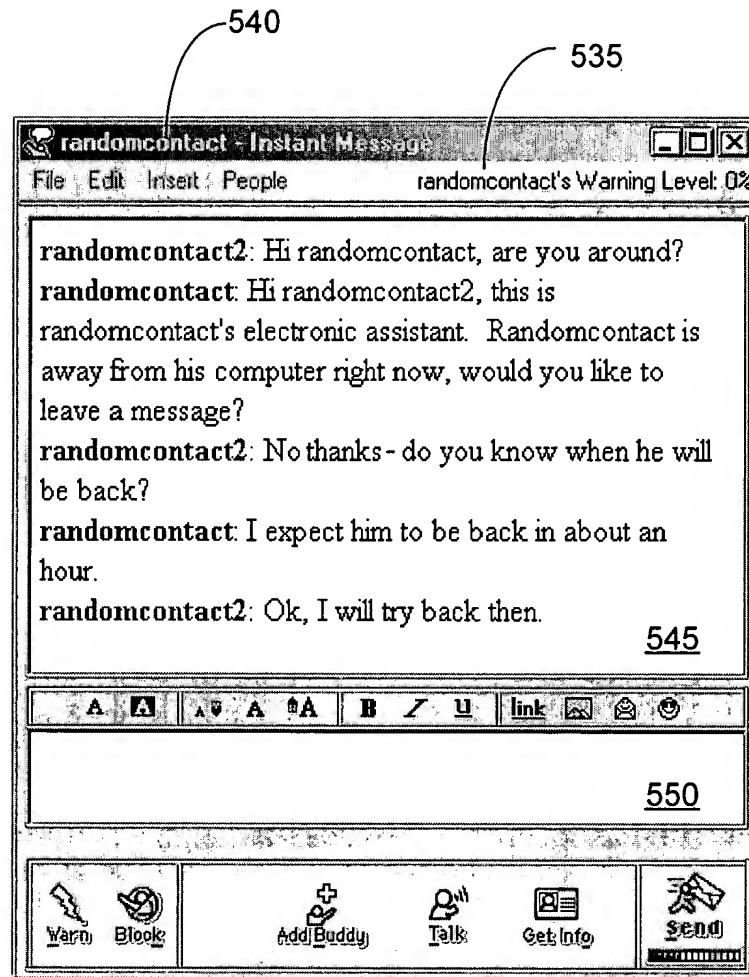 540
535
randomcontact - Instant Message
File Edit Insert People randomcontact's Warning Level: 0%
randomcontact2: Hi randomcontact, are you around?
randomcontact: Hi randomcontact2, this is
randomcontact's electronic assistant. Randomcontact is
away from his computer right now, would you like to
leave a message?
randomcontact2: No thanks - do you know when he will
be back?
randomcontact: I expect him to be back in about an
hour.
randomcontact2: Ok, I will try back then.
545
A A A A A B I U link
550
Warn Block Add Buddy Talk Get Info Send